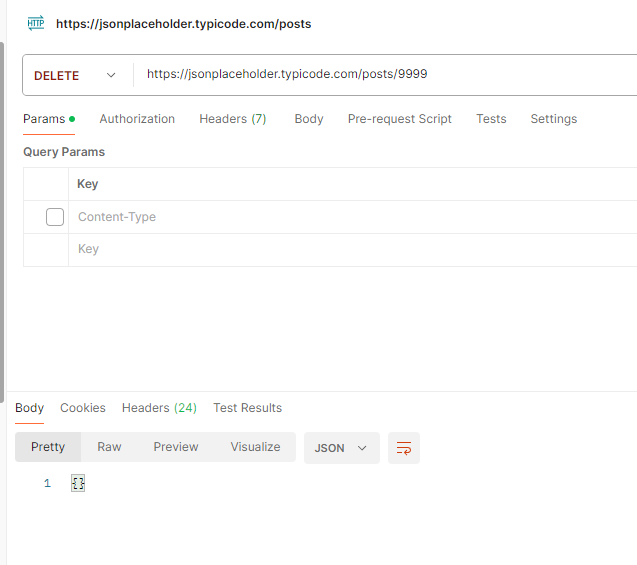 HTTP https://jsonplaceholder.typicode.com/posts
DELETE https://jsonplaceholder.typicode.com/posts/9999
Params Authorization Headers (7) Body Pre-request Script Tests Settings
Query Params
Key
Content-Type
Key
Body Cookies Headers (24) Test Results
Pretty Raw Preview Visualize JSON
1 {}